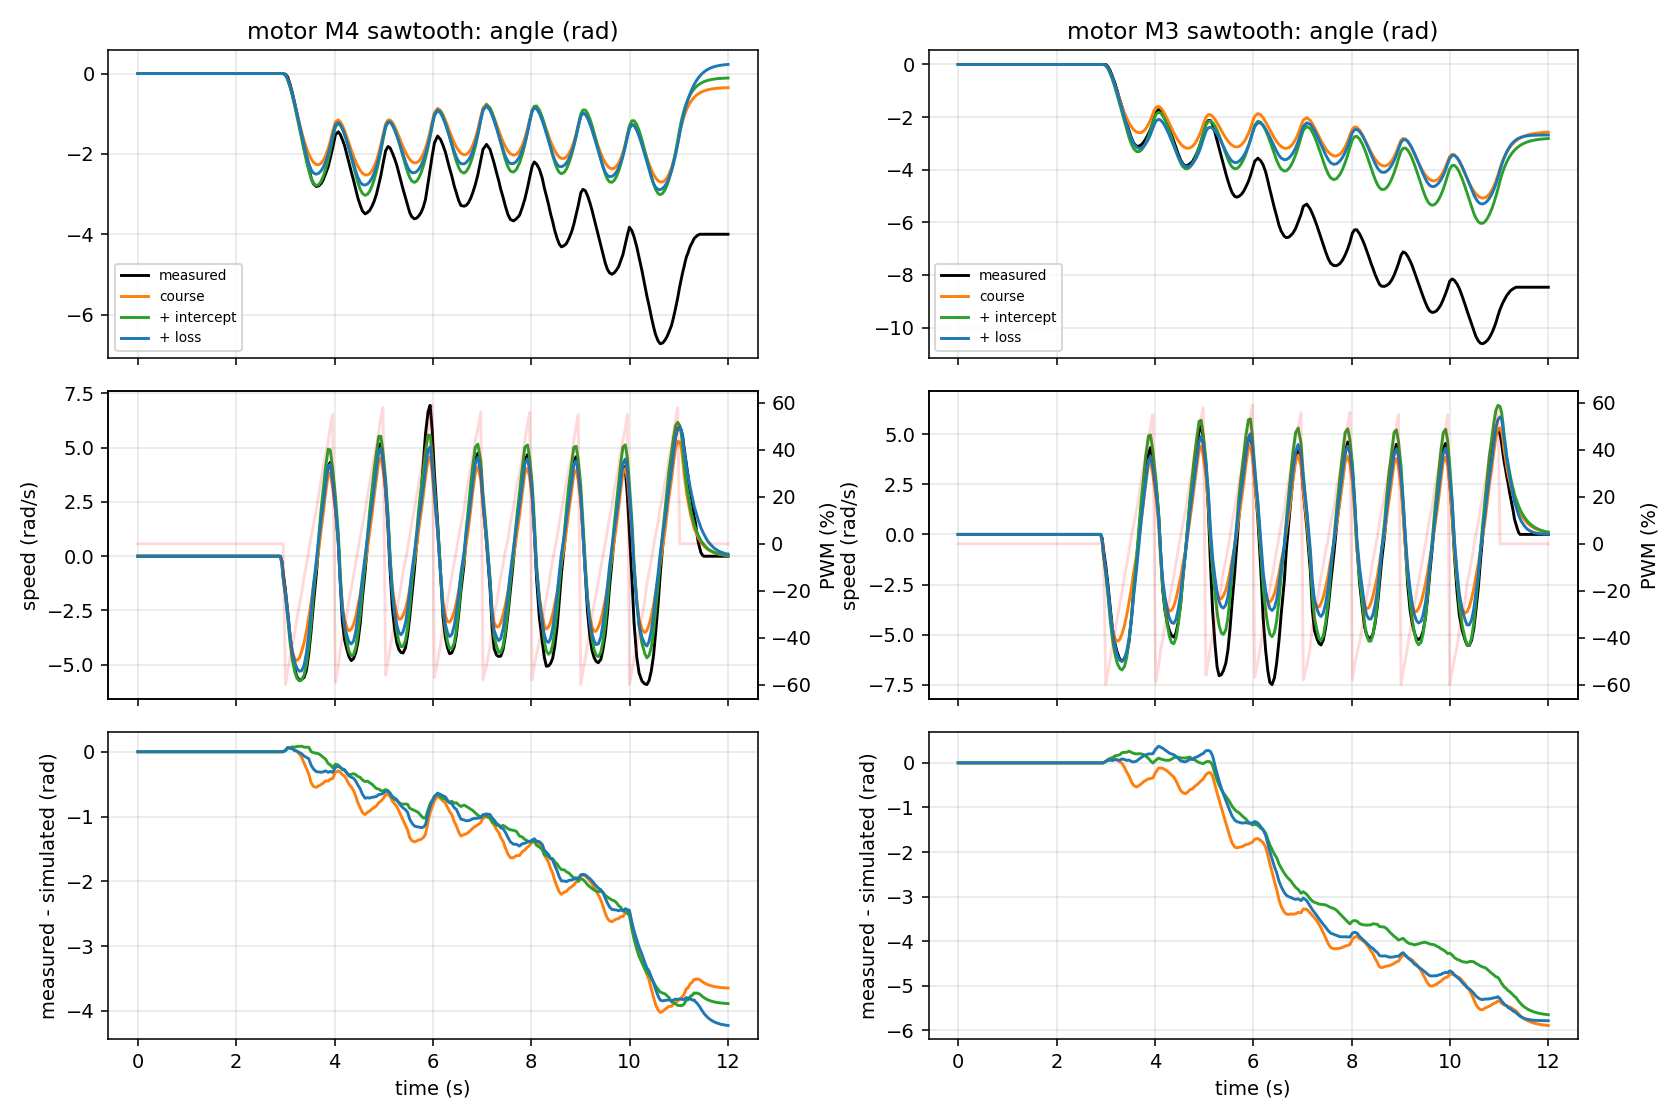 motor M4 sawtooth: angle (rad)
0
−2
−4
−6
measured
course
+ intercept
+ loss
motor M3 sawtooth: angle (rad)
0
−2
−4
−6
−8
−10
measured
course
+ intercept
+ loss
speed (rad/s)
7.5
5.0
2.5
0.0
−2.5
−5.0
60
40
20
0
−20
−40
−60
PWM (%)
speed (rad/s)
5.0
2.5
0.0
−2.5
−5.0
−7.5
60
40
20
0
−20
−40
−60
PWM (%)
measured - simulated (rad)
0
−1
−2
−3
−4
0 2 4 6 8 10 12
time (s)
measured - simulated (rad)
0
−1
−2
−3
−4
−5
−6
0 2 4 6 8 10 12
time (s)